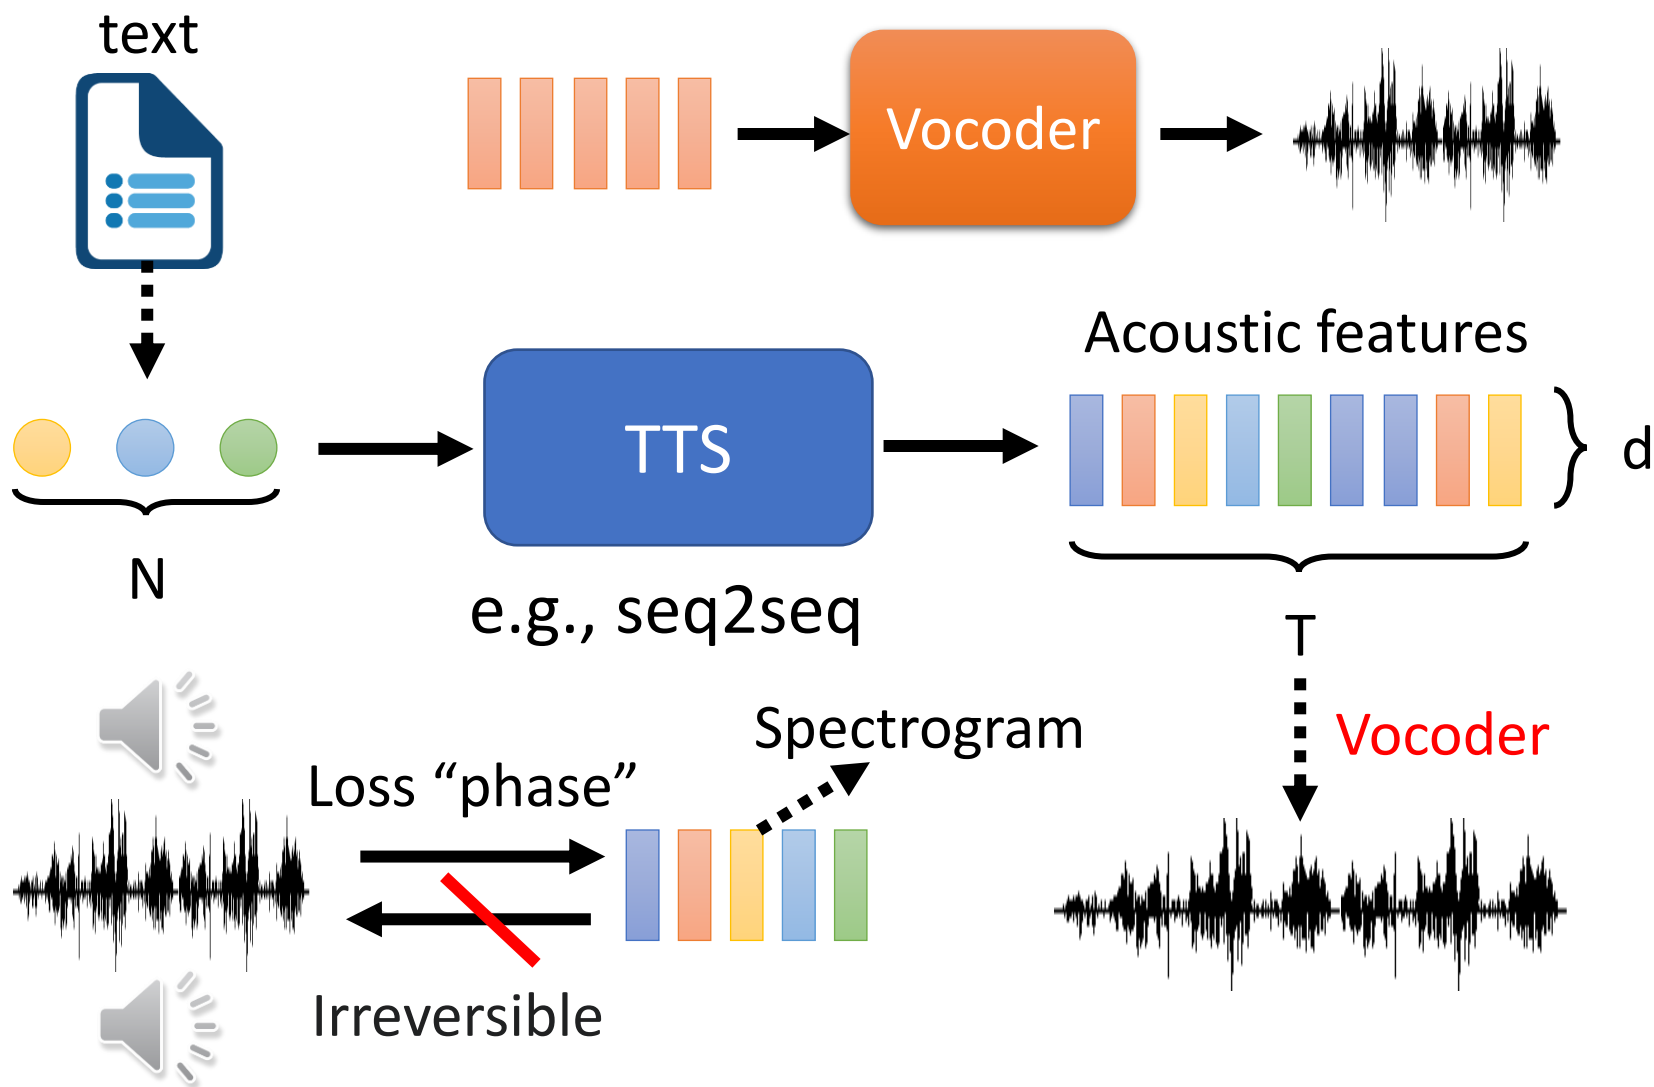 text
Vocoder
Acoustic features
TTS
d
N
e.g., seq2seq
T
Spectrogram
Vocoder
Loss “phase”
Irreversible